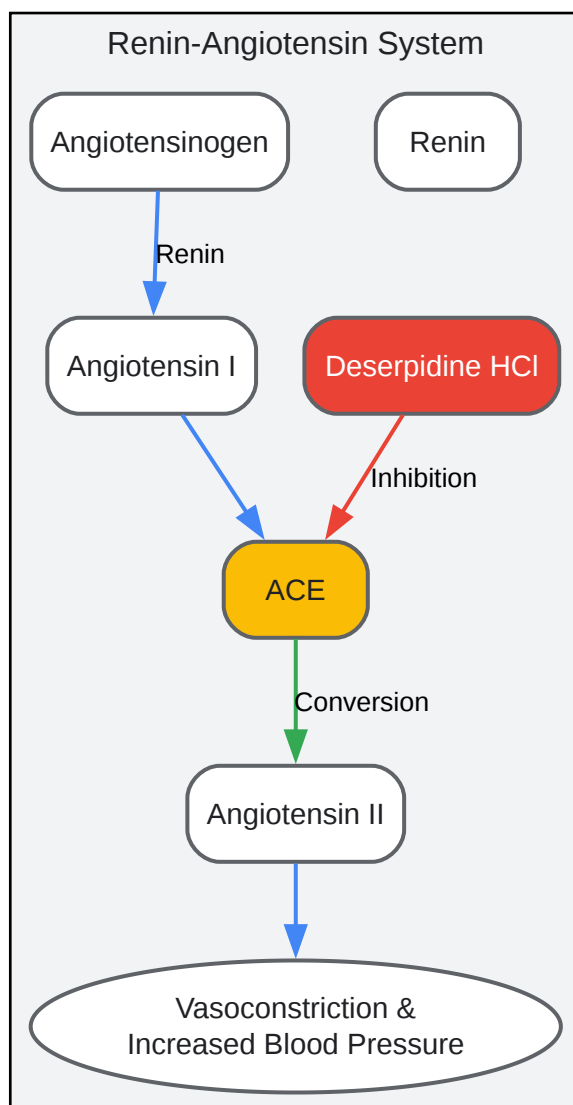 Renin-Angiotensin System
Angiotensinogen
Renin
Renin
Angiotensin I
Deserpidine HCl
Inhibition
ACE
Conversion
Angiotensin II
Vasoconstriction &
Increased Blood Pressure